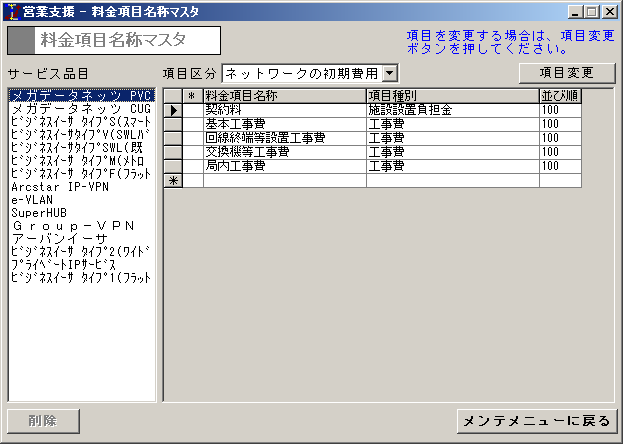 営業支援 - 料金項目名称マスタ
料金項目名称マスタ
項目を変更する場合は、項目変更
ボタンを押してください。
サービス品目
項目区分 ネットワークの初期費用
項目変更
メガデータネッツ PVC
メガデータネッツ CUG
ﾋﾞｼﾞﾈｽｲｰｻ ﾀｲﾌﾟS(ｽﾏｰﾄ
ﾋﾞｼﾞﾈｽｲｰｻﾀｲﾌﾟV(SWLﾊﾞ
ﾋﾞｼﾞﾈｽｲｰｻﾀｲﾌﾟSWL(既
ﾋﾞｼﾞﾈｽｲｰｻ ﾀｲﾌﾟM(ﾒﾄﾛ
ﾋﾞｼﾞﾈｽｲｰｻ ﾀｲﾌﾟF(ﾌﾗｯﾄ
Arcstar IP-VPN
e-VLAN
SuperHUB
Ｇｒｏｕｐ－ＶＰＮ
アーバンイーサ
ﾋﾞｼﾞﾈｽｲｰｻ ﾀｲﾌﾟ2(ﾜｲﾄﾞ
ﾌﾟﾗｲﾍﾞｰﾄIPｻｰﾋﾞｽ
ﾋﾞｼﾞﾈｽｲｰｻ ﾀｲﾌﾟ1(ﾌﾗｯﾄ
* 料金項目名称 項目種別 並び順
契約料 施設設置負担金 100
基本工事費 工事費 100
回線終端等設置工事費 工事費 100
交換機等工事費 工事費 100
局内工事費 工事費 100
*
削除
メンテメニューに戻る